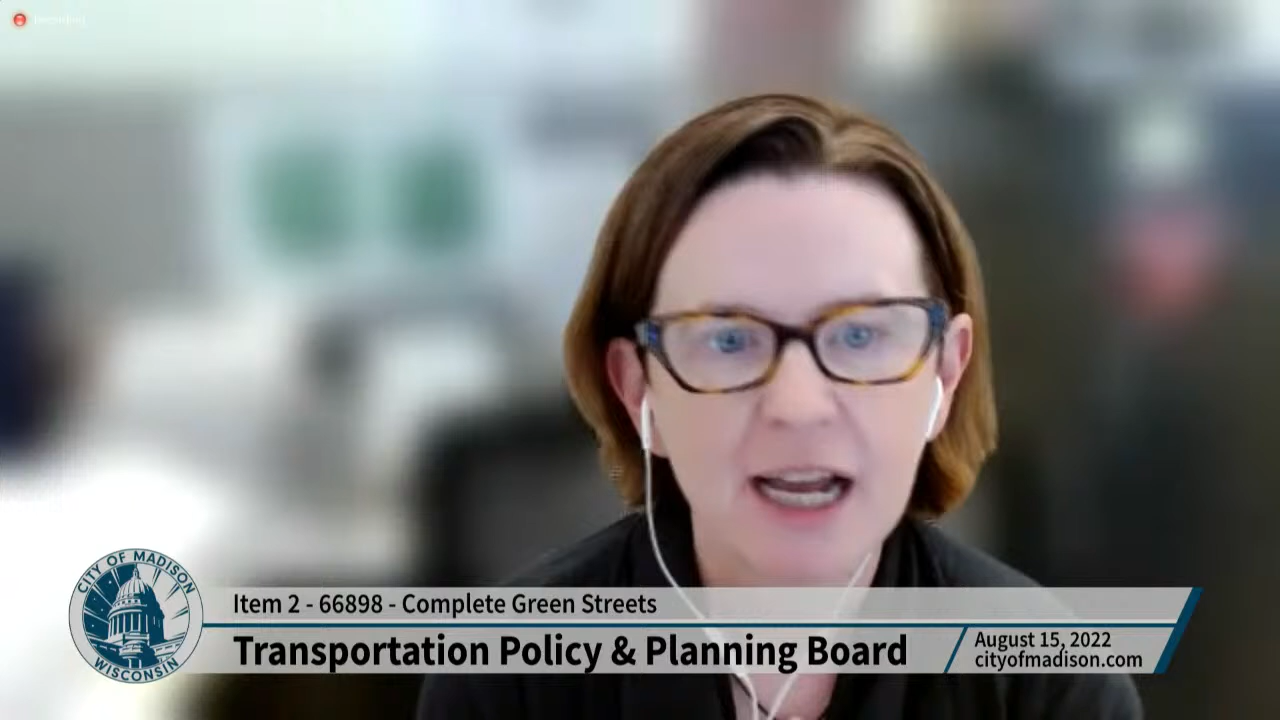 Recording
Item 2 - 66898 - Complete Green Streets
Transportation Policy & Planning Board
August 15, 2022
cityofmadison.com
CITY OF MADISON
WISCONSIN